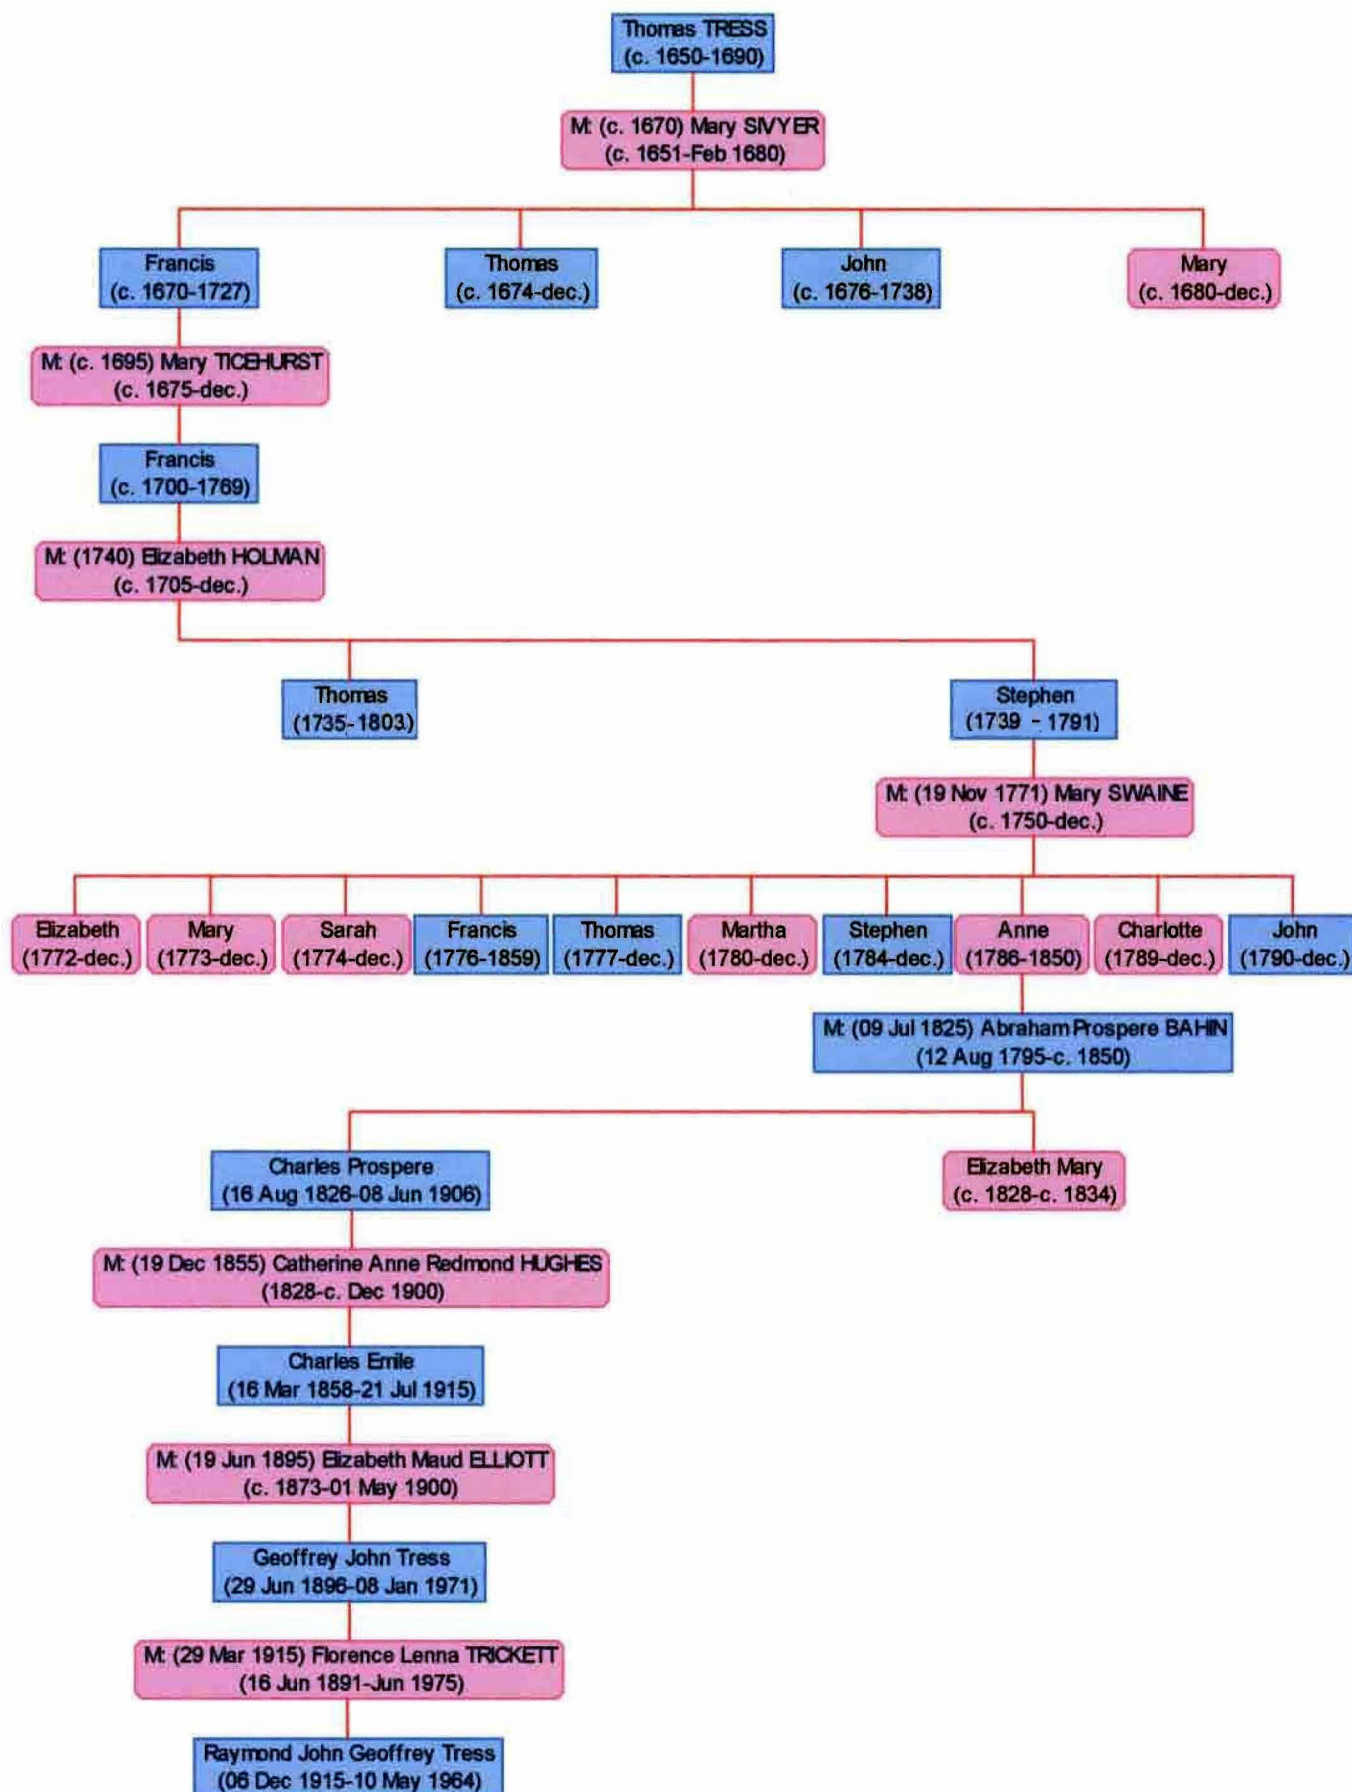 Thomas TRESS
(c. 1650-1690)
M: (c. 1670) Mary SIVYER
(c. 1651-Feb 1680)
Francis
(c. 1670-1727)
Thomas
(c. 1674-dec.)
John
(c. 1676-1738)
Mary
(c. 1680-dec.)
M: (c. 1695) Mary TICEHURST
(c. 1675-dec.)
Francis
(c. 1700-1769)
M: (1740) Elizabeth HOLMAN
(c. 1705-dec.)
Thomas
(1735-1803)
Stephen
(1739 - 1791)
M: (19 Nov 1771) Mary SWAINE
(c. 1750-dec.)
Elizabeth
(1772-dec.)
Mary
(1773-dec.)
Sarah
(1774-dec.)
Francis
(1776-1859)
Thomas
(1777-dec.)
Martha
(1780-dec.)
Stephen
(1784-dec.)
Anne
(1786-1850)
Charlotte
(1789-dec.)
John
(1790-dec.)
M: (09 Jul 1825) Abraham Prospere BAHIN
(12 Aug 1795-c. 1850)
Charles Prospere
(16 Aug 1826-08 Jun 1906)
Elizabeth Mary
(c. 1828-c. 1834)
M: (19 Dec 1855) Catherine Anne Redmond HUGHES
(1828-c. Dec 1900)
Charles Emile
(16 Mar 1858-21 Jul 1915)
M: (19 Jun 1895) Elizabeth Maud ELLIOTT
(c. 1873-01 May 1900)
Geoffrey John Tress
(29 Jun 1896-08 Jan 1971)
M: (29 Mar 1915) Florence Lenna TRICKETT
(16 Jun 1891-Jun 1975)
Raymond John Geoffrey Tress
(06 Dec 1915-10 May 1964)